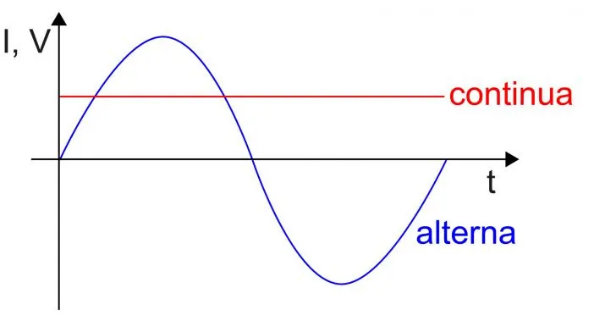 I, V
continua
t
alterna